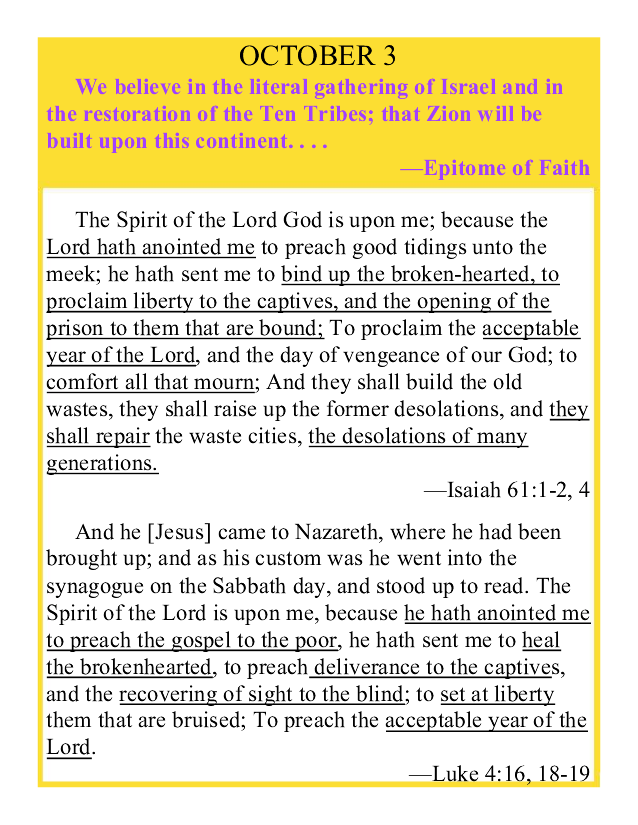 OCTOBER 3
We believe in the literal gathering of Israel and in
the restoration of the Ten Tribes; that Zion will be
built upon this continent. . . .
—Epitome of Faith
The Spirit of the Lord God is upon me; because the
Lord hath anointed me to preach good tidings unto the
meek; he hath sent me to bind up the broken-hearted, to
proclaim liberty to the captives, and the opening of the
prison to them that are bound; To proclaim the acceptable
year of the Lord, and the day of vengeance of our God; to
comfort all that mourn; And they shall build the old
wastes, they shall raise up the former desolations, and they
shall repair the waste cities, the desolations of many
generations.
—Isaiah 61:1-2, 4
And he [Jesus] came to Nazareth, where he had been
brought up; and as his custom was he went into the
synagogue on the Sabbath day, and stood up to read. The
Spirit of the Lord is upon me, because he hath anointed me
to preach the gospel to the poor, he hath sent me to heal
the brokenhearted, to preach deliverance to the captives,
and the recovering of sight to the blind; to set at liberty
them that are bruised; To preach the acceptable year of the
Lord.
—Luke 4:16, 18-19